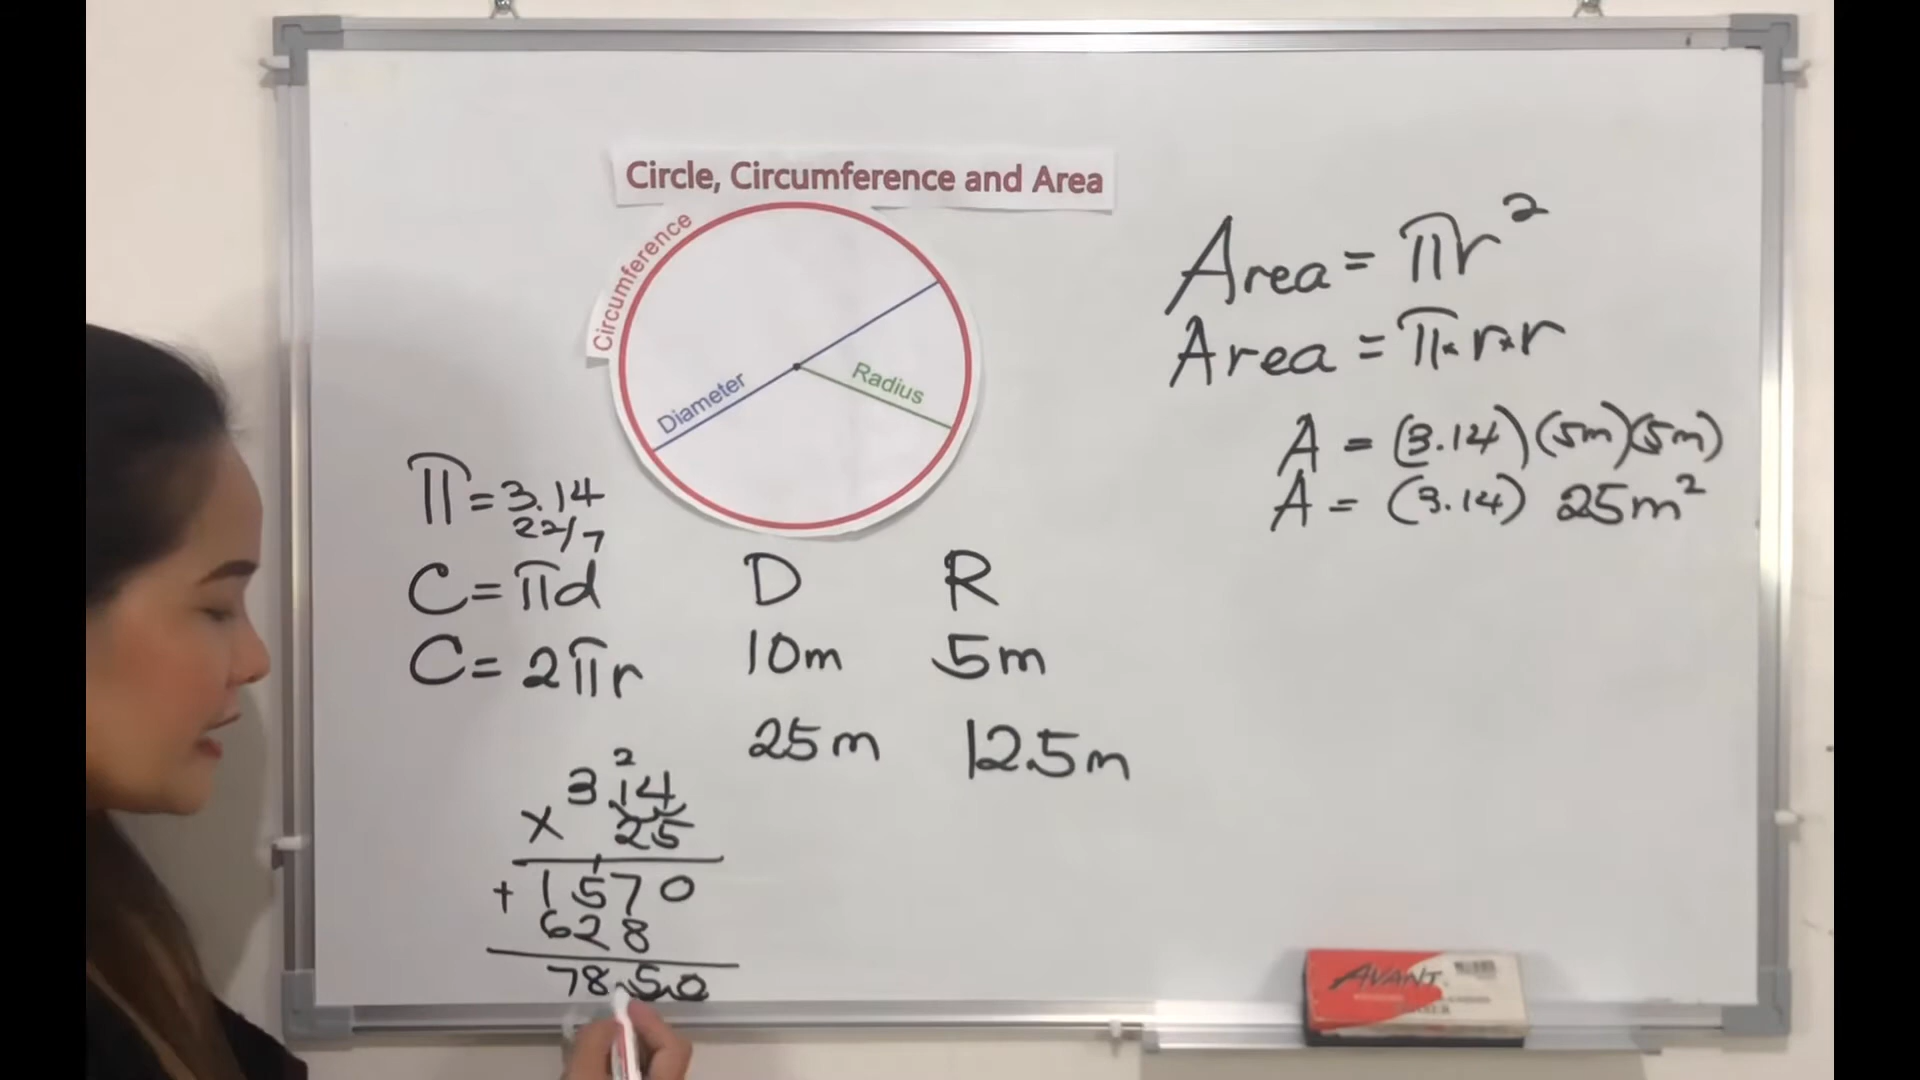 Circle, Circumference and Area
Circumference
Diameter
Radius
π = 3.14
22/7
C = πd
C = 2πr
D R
10m 5m
25m 12.5m
2
3.14
x 25
1
+ 1570
628
78.50
Area = πr²
Area = π·r·r
A = (3.14)(5m)(5m)
A = (3.14) 25m²
AVANT